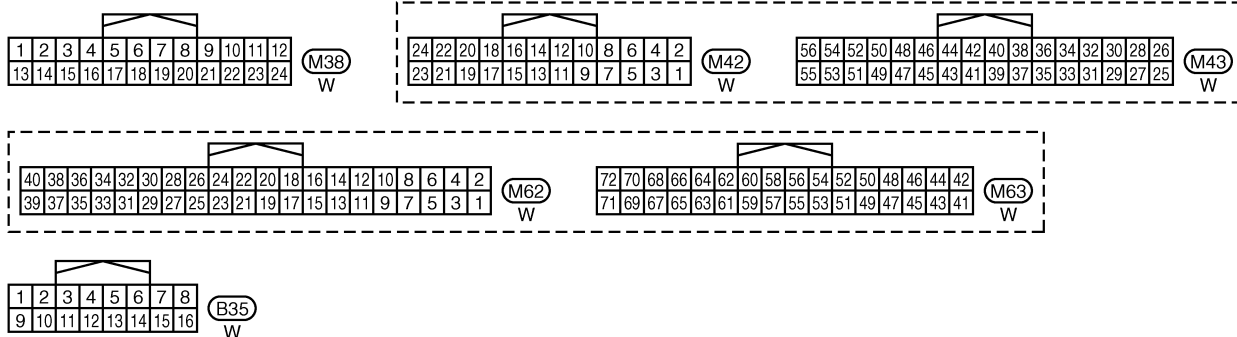 1 2 3 4 5 6 7 8 9 10 11 12
13 14 15 16 17 18 19 20 21 22 23 24
M38
W
24 22 20 18 16 14 12 10 8 6 4 2
23 21 19 17 15 13 11 9 7 5 3 1
M42
W
56 54 52 50 48 46 44 42 40 38 36 34 32 30 28 26
55 53 51 49 47 45 43 41 39 37 35 33 31 29 27 25
M43
W
40 38 36 34 32 30 28 26 24 22 20 18 16 14 12 10 8 6 4 2
39 37 35 33 31 29 27 25 23 21 19 17 15 13 11 9 7 5 3 1
M62
W
72 70 68 66 64 62 60 58 56 54 52 50 48 46 44 42
71 69 67 65 63 61 59 57 55 53 51 49 47 45 43 41
M63
W
1 2 3 4 5 6 7 8
9 10 11 12 13 14 15 16
B35
W